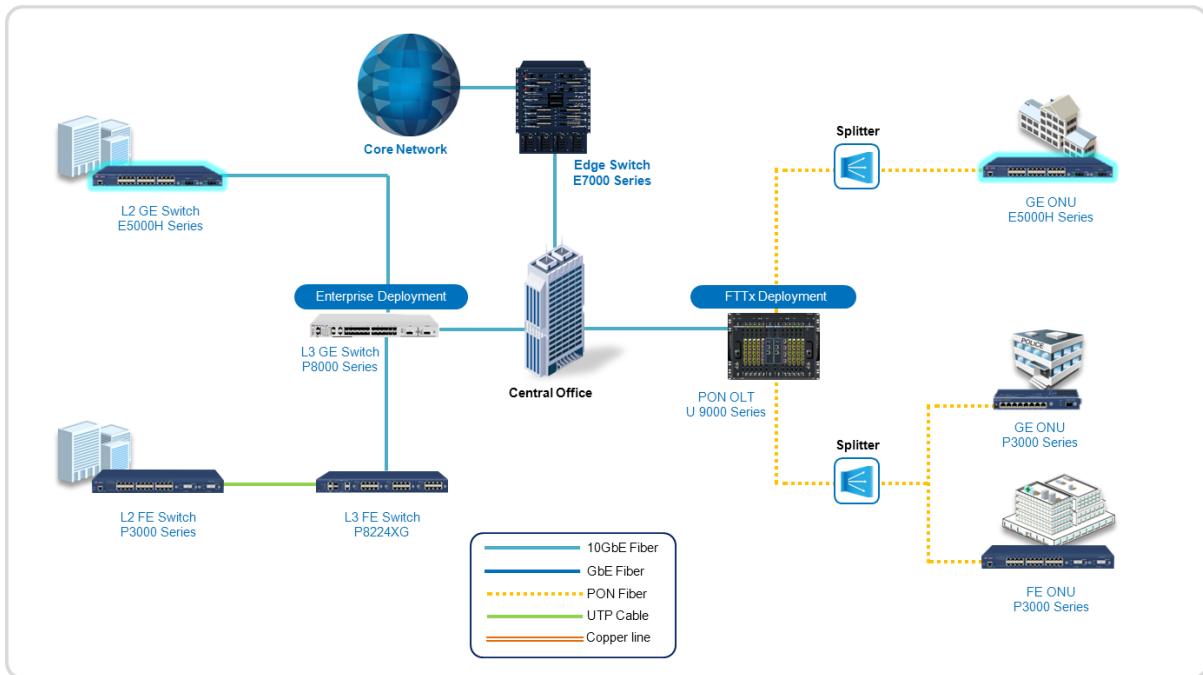 Core Network
Edge Switch
E7000 Series
Splitter
L2 GE Switch
E5000H Series
GE ONU
E5000H Series
Enterprise Deployment
FTTx Deployment
L3 GE Switch
P8000 Series
Central Office
PON OLT
U 9000 Series
POLICE
GE ONU
P3000 Series
Splitter
L2 FE Switch
P3000 Series
L3 FE Switch
P8224XG
FE ONU
P3000 Series
10GbE Fiber
GbE Fiber
PON Fiber
UTP Cable
Copper line